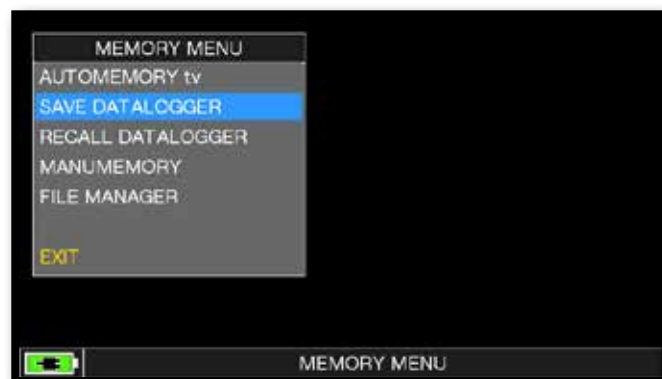 MEMORY MENU
AUTOMEMORY tv
SAVE DATALOGGER
RECALL DATALOGGER
MANUMEMORY
FILE MANAGER
EXIT
MEMORY MENU